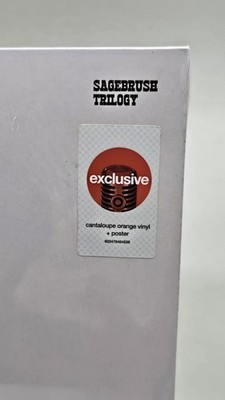 SAGEBRUSH
TRILOGY
exclusive
cantaloupe orange vinyl
+ poster